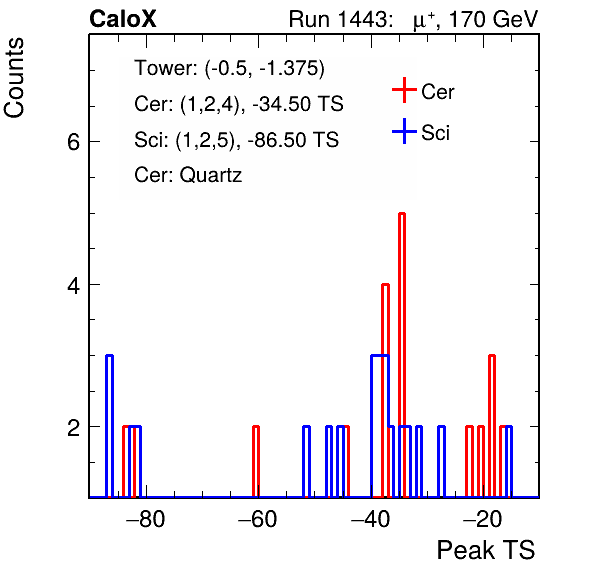 CaloX
Run 1443: μ⁺, 170 GeV
Counts
Tower: (-0.5, -1.375)
Cer: (1,2,4), -34.50 TS
Sci: (1,2,5), -86.50 TS
Cer: Quartz
Cer
Sci
6
4
2
−80 −60 −40 −20
Peak TS